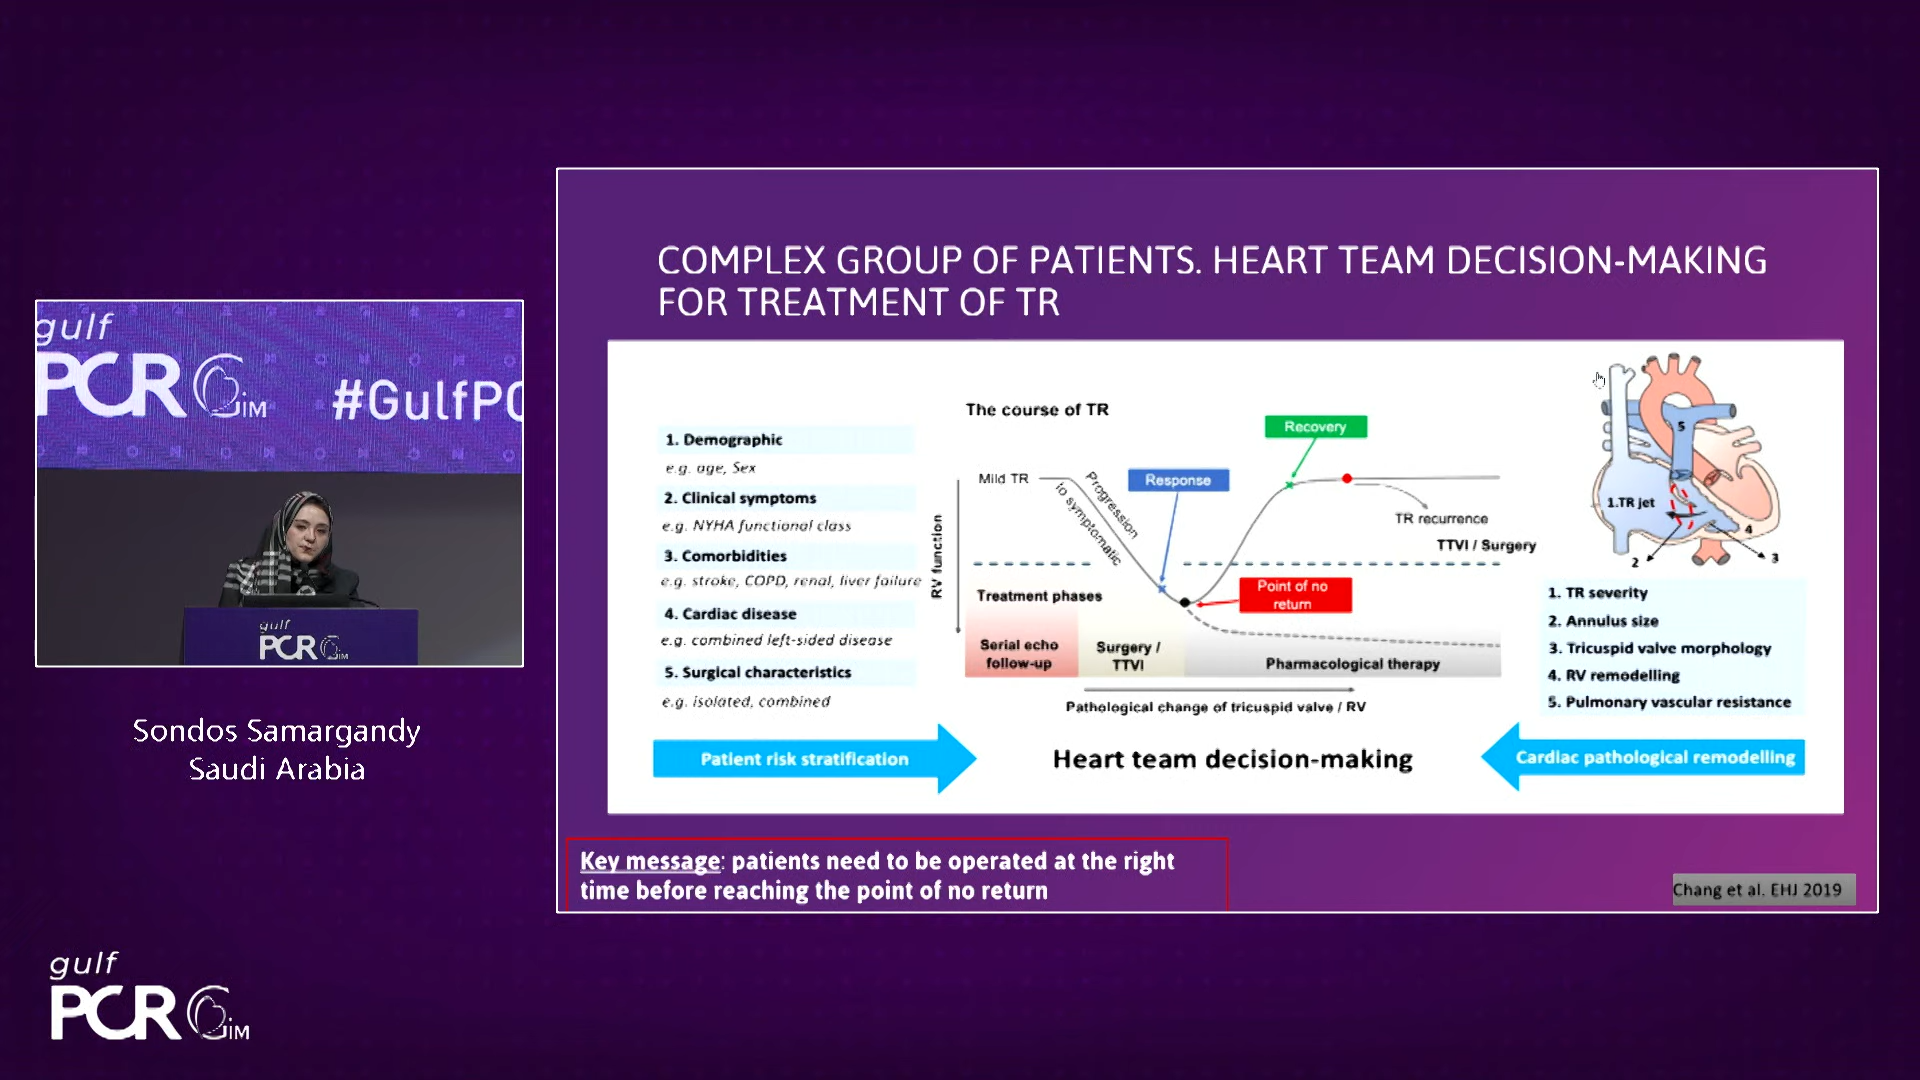 gulf
PCR GIM
#GulfPC
gulf
PCR GIM
Sondos Samargandy
Saudi Arabia
gulf
PCR GIM
COMPLEX GROUP OF PATIENTS. HEART TEAM DECISION-MAKING
FOR TREATMENT OF TR
1. Demographic
e.g. age, Sex
2. Clinical symptoms
e.g. NYHA functional class
3. Comorbidities
e.g. stroke, COPD, renal, liver failure
4. Cardiac disease
e.g. combined left-sided disease
5. Surgical characteristics
e.g. isolated, combined
Patient risk stratification
The course of TR
RV function
Mild TR
Progression
to symptomatic
Response
Recovery
TR recurrence
TTVI / Surgery
Point of no
return
Treatment phases
Serial echo
follow-up
Surgery /
TTVI
Pharmacological therapy
Pathological change of tricuspid valve / RV
Heart team decision-making
5
1.TR jet
4
2
3
1. TR severity
2. Annulus size
3. Tricuspid valve morphology
4. RV remodelling
5. Pulmonary vascular resistance
Cardiac pathological remodelling
Key message: patients need to be operated at the right
time before reaching the point of no return
Chang et al. EHJ 2019